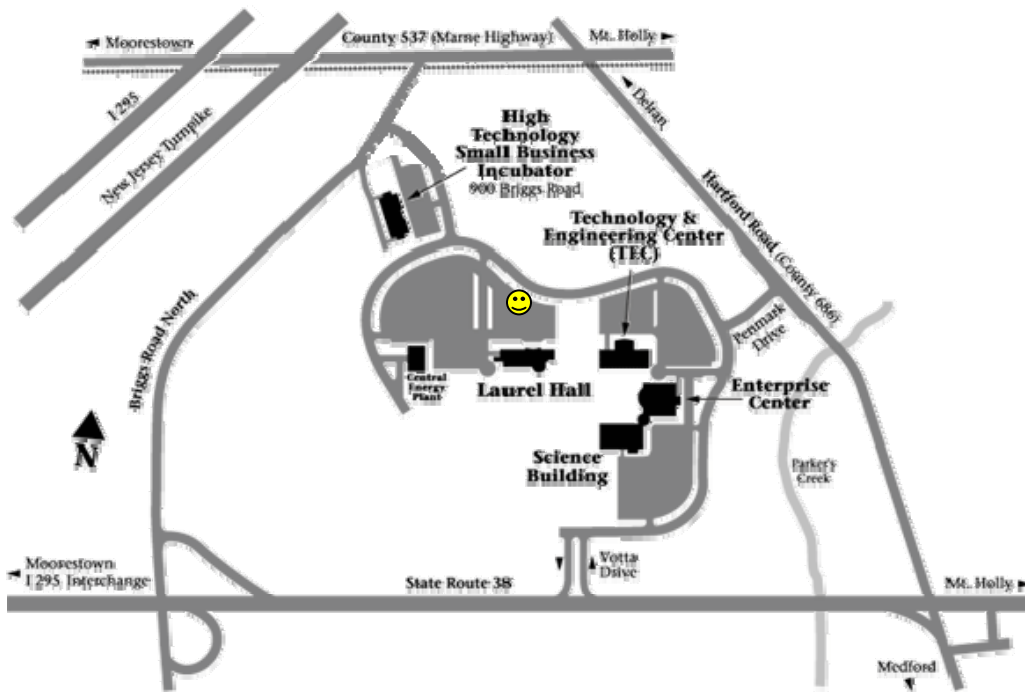 Moorestown
County 537 (Marne Highway)
Mt. Holly
I 295
New Jersey Turnpike
Delran
High
Technology
Small Business
Incubator
900 Briggs Road
Hartford Road (County 686)
Technology &
Engineering Center
(TEC)
Briggs Road North
Penmark
Drive
Central
Energy
Plant
Laurel Hall
Enterprise
Center
N
Science
Building
Parker's
Creek
Moorestown
I 295 Interchange
State Route 38
Votta
Drive
Mt. Holly
Medford